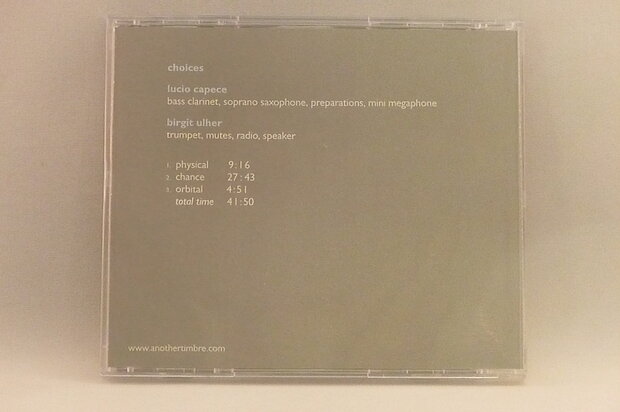 choices
lucio capece
bass clarinet, soprano saxophone, preparations, mini megaphone
birgit ulher
trumpet, mutes, radio, speaker
1. physical 9:16
2. chance 27:43
3. orbital 4:51
total time 41:50
www.anothertimbre.com